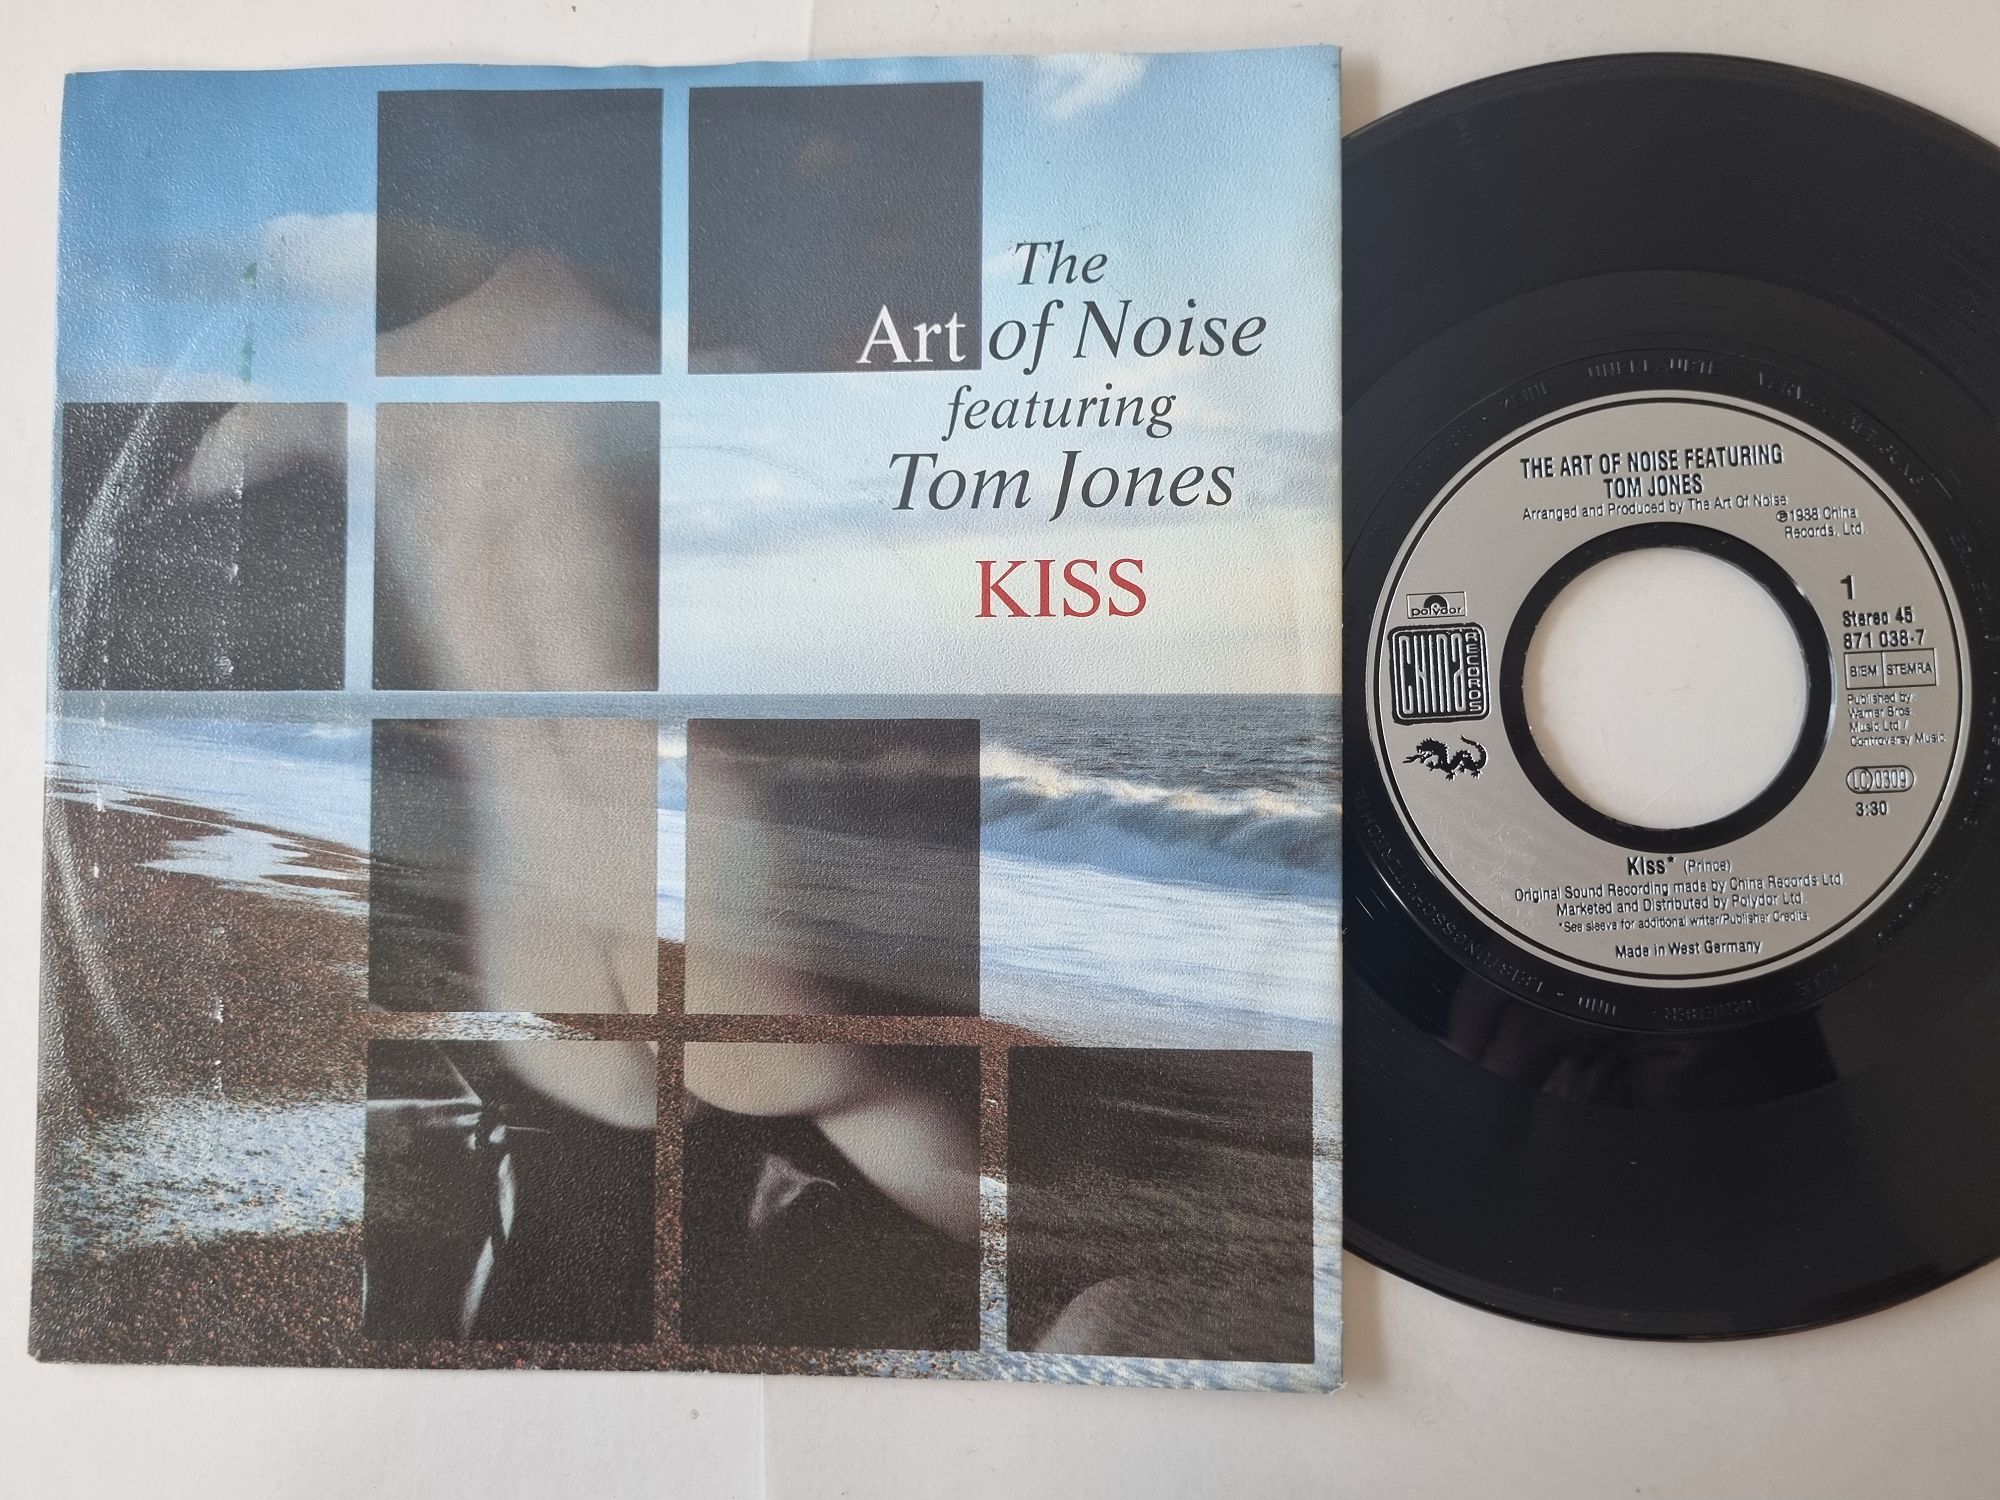 The
Art of Noise
featuring
Tom Jones
KISS
THE ART OF NOISE FEATURING
TOM JONES
Arranged and Produced by The Art Of Noise
℗1988 China
Records, Ltd.
polydor
CHINA
RECORDS
1
Stereo 45
871 038-7
BIEM STEMRA
Published by:
Warner Bros.
Music Ltd /
Controversy Music
LC 0309
3:30
Kiss* (Prince)
Original Sound Recording made by China Records Ltd.
Marketed and Distributed by Polydor Ltd.
*See sleeve for additional writer/Publisher Credits
Made in West Germany